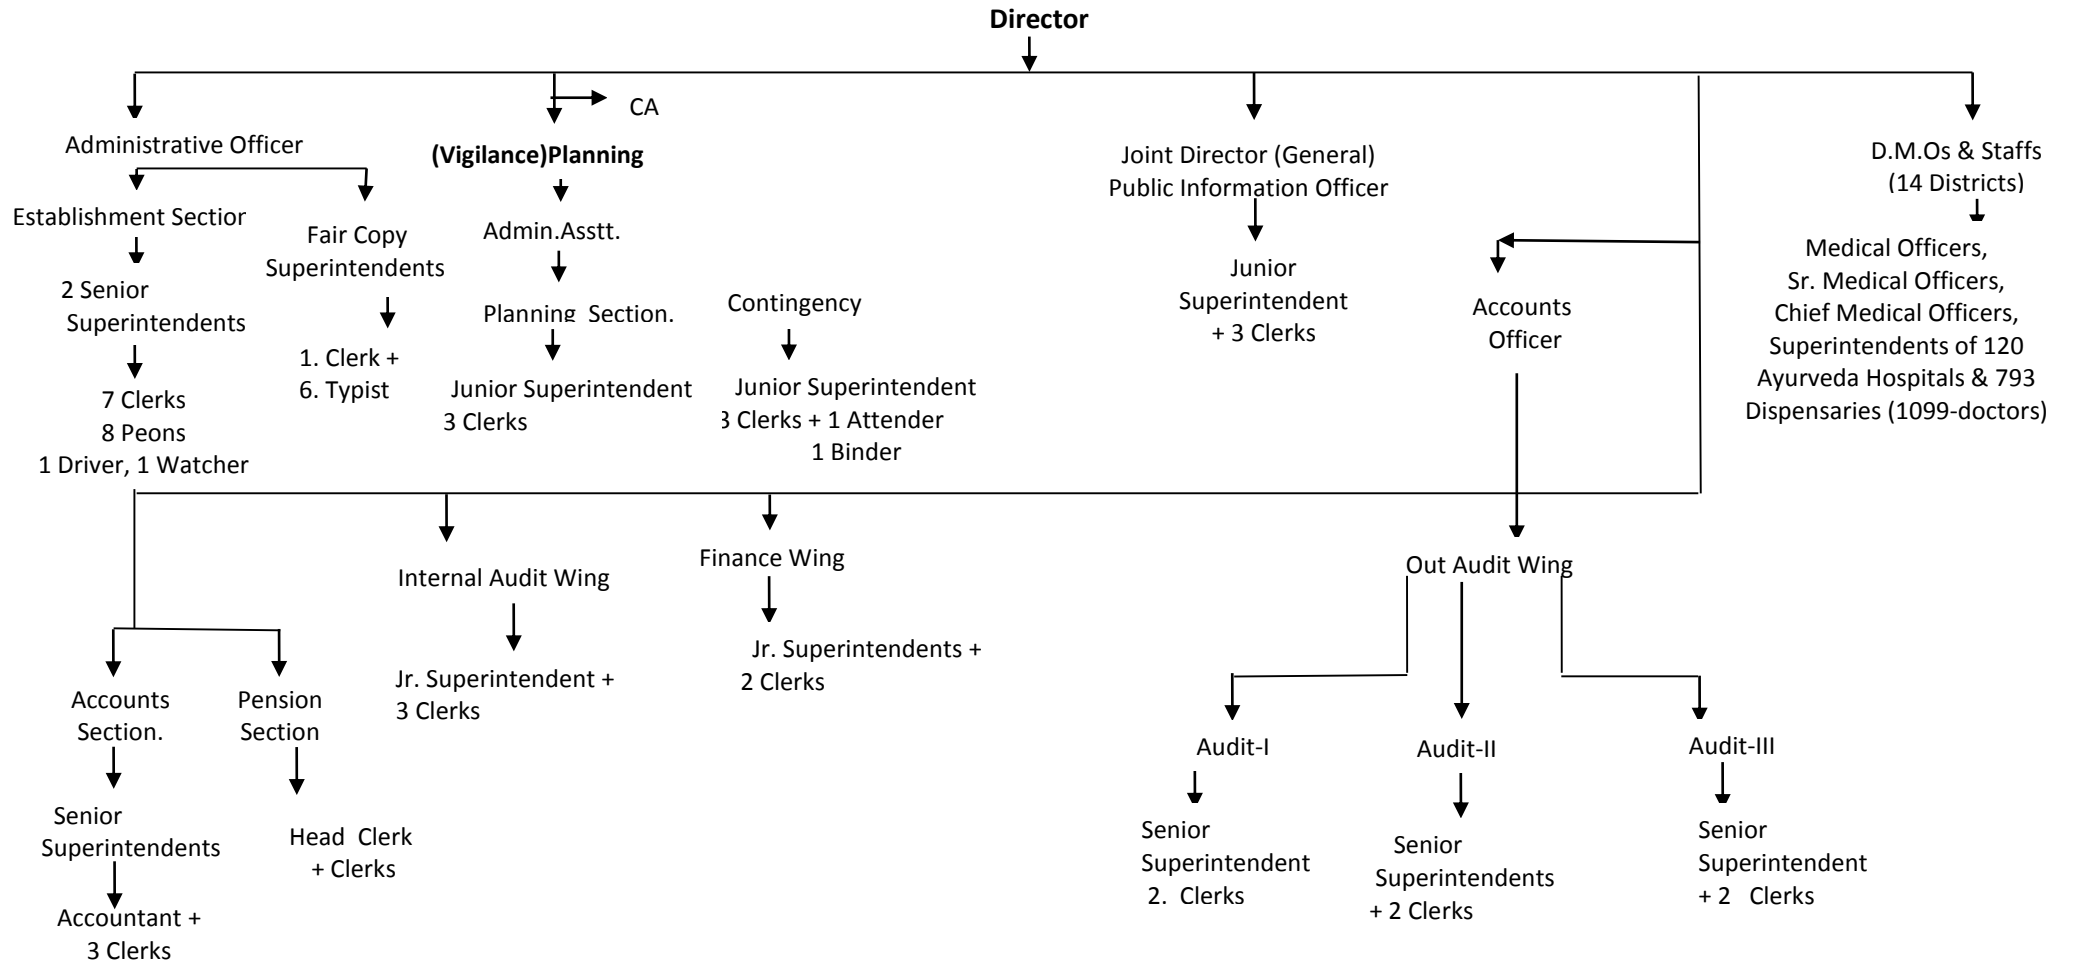 Director
CA
Administrative Officer
(Vigilance)Planning
Joint Director (General)
Public Information Officer
D.M.Os & Staffs
(14 Districts)
Establishment Section
Fair Copy
Superintendents
Admin.Asstt.
Junior
Superintendent
+ 3 Clerks
Medical Officers,
Sr. Medical Officers,
Chief Medical Officers,
Superintendents of 120
Ayurveda Hospitals & 793
Dispensaries (1099-doctors)
2 Senior
Superintendents
Planning Section.
Contingency
Accounts
Officer
1. Clerk +
6. Typist
Junior Superintendent
3 Clerks
Junior Superintendent
3 Clerks + 1 Attender
1 Binder
7 Clerks
8 Peons
1 Driver, 1 Watcher
Internal Audit Wing
Finance Wing
Out Audit Wing
Jr. Superintendent +
3 Clerks
Jr. Superintendents +
2 Clerks
Accounts
Section.
Pension
Section
Audit-I
Audit-II
Audit-III
Senior
Superintendents
Head Clerk
+ Clerks
Senior
Superintendent
2. Clerks
Senior
Superintendents
+ 2 Clerks
Senior
Superintendent
+ 2 Clerks
Accountant +
3 Clerks